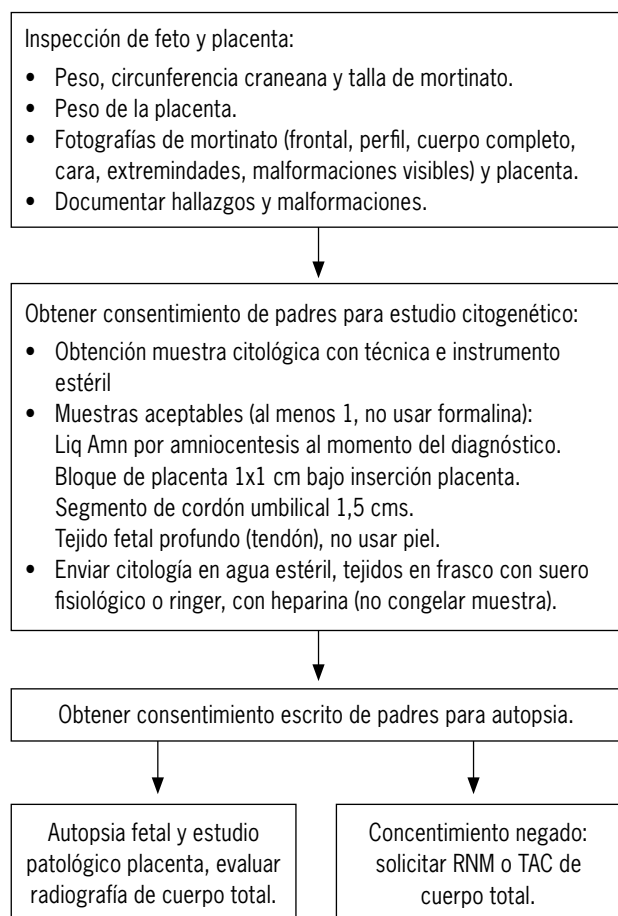 Inspección de feto y placenta:
• Peso, circunferencia craneana y talla de mortinato.
• Peso de la placenta.
• Fotografías de mortinato (frontal, perfil, cuerpo completo,
cara, extremindades, malformaciones visibles) y placenta.
• Documentar hallazgos y malformaciones.
Obtener consentimiento de padres para estudio citogenético:
• Obtención muestra citológica con técnica e instrumento
estéril
• Muestras aceptables (al menos 1, no usar formalina):
Liq Amn por amniocentesis al momento del diagnóstico.
Bloque de placenta 1x1 cm bajo inserción placenta.
Segmento de cordón umbilical 1,5 cms.
Tejido fetal profundo (tendón), no usar piel.
• Enviar citología en agua estéril, tejidos en frasco con suero
fisiológico o ringer, con heparina (no congelar muestra).
Obtener consentimiento escrito de padres para autopsia.
Autopsia fetal y estudio
patológico placenta, evaluar
radiografía de cuerpo total.
Concentimiento negado:
solicitar RNM o TAC de
cuerpo total.